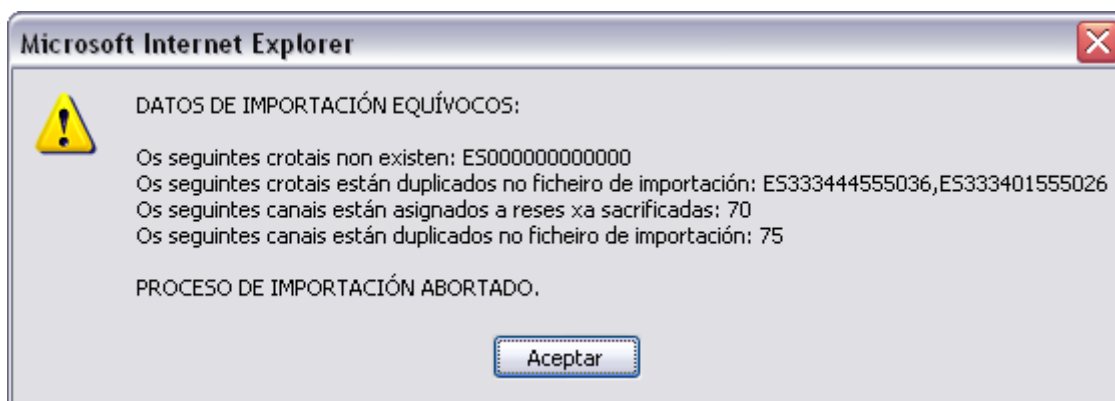 Microsoft Internet Explorer
DATOS DE IMPORTACIÓN EQUÍVOCOS:
Os seguintes crotais non existen: ES000000000000
Os seguintes crotais están duplicados no ficheiro de importación: ES333444555036,ES333401555026
Os seguintes canais están asignados a reses xa sacrificadas: 70
Os seguintes canais están duplicados no ficheiro de importación: 75
PROCESO DE IMPORTACIÓN ABORTADO.
Aceptar